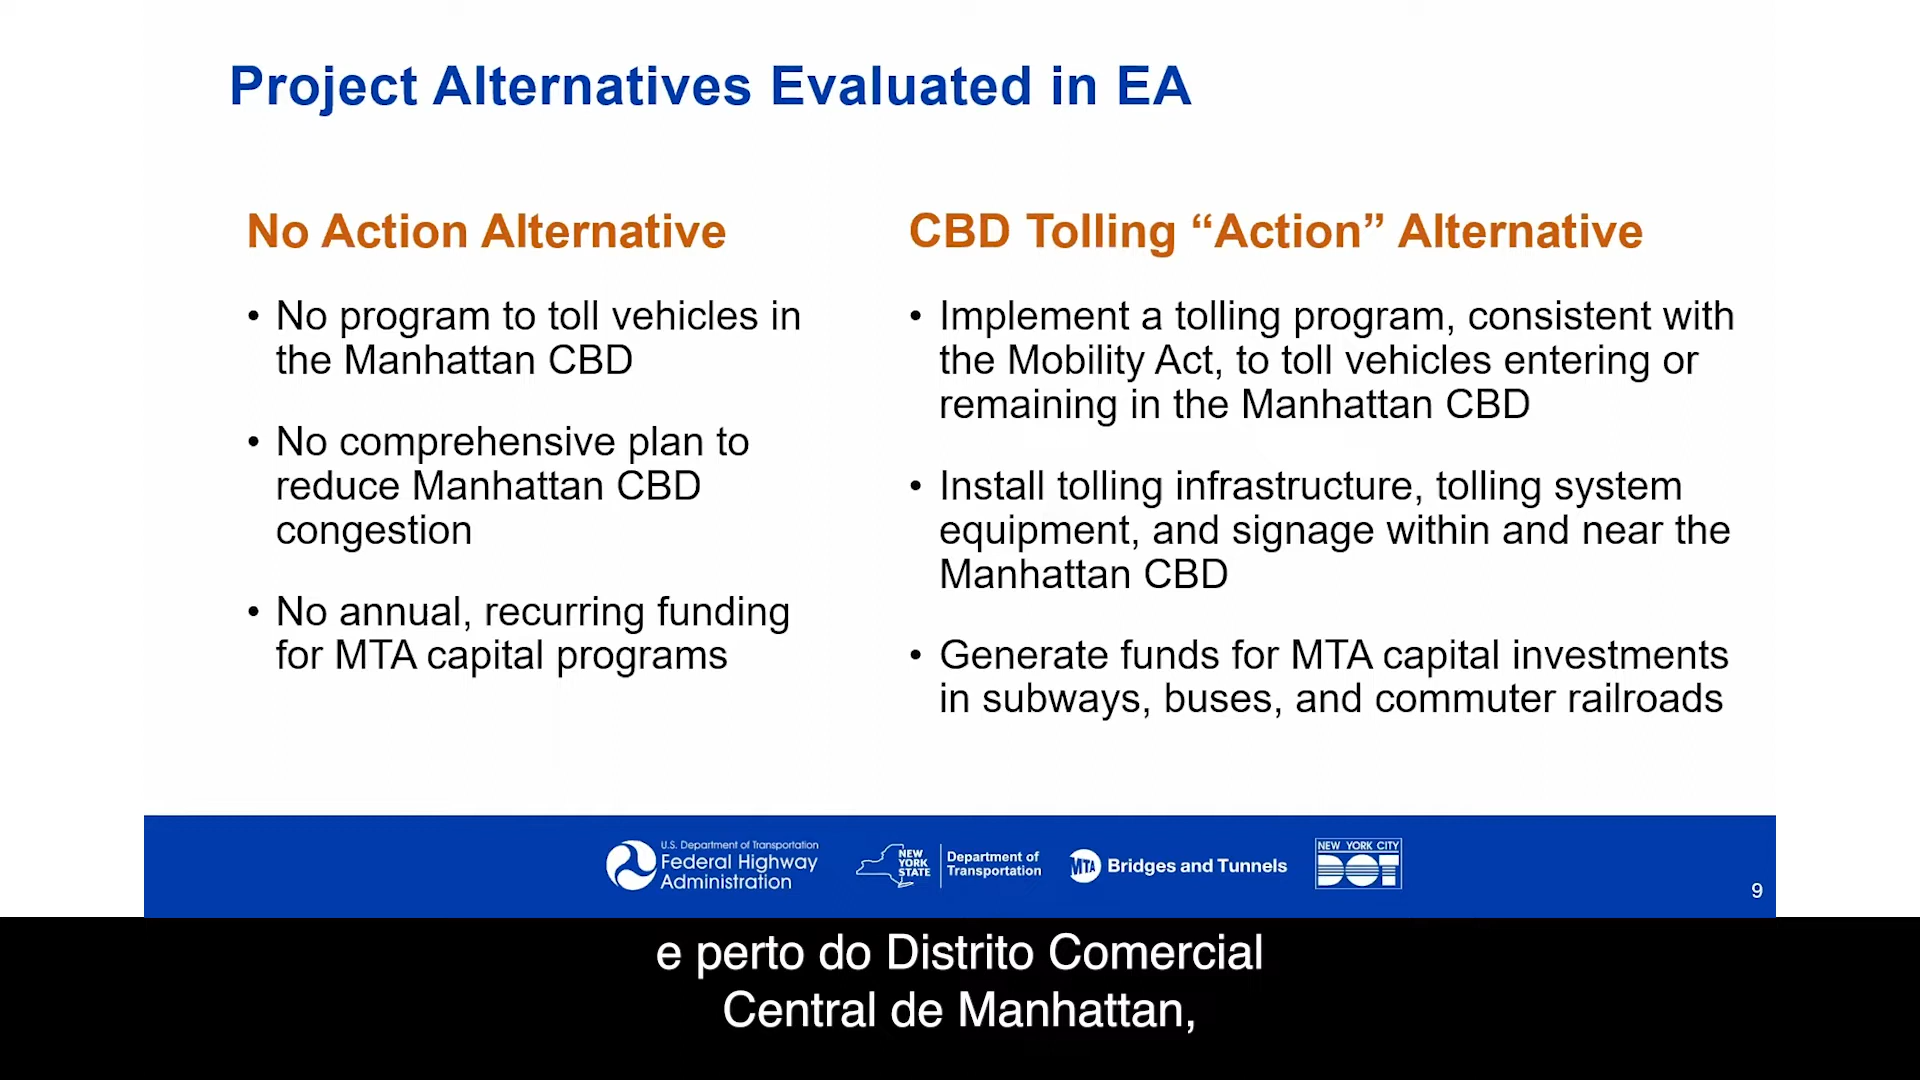 Project Alternatives Evaluated in EA
No Action Alternative
• No program to toll vehicles in
the Manhattan CBD
• No comprehensive plan to
reduce Manhattan CBD
congestion
• No annual, recurring funding
for MTA capital programs
CBD Tolling “Action” Alternative
• Implement a tolling program, consistent with
the Mobility Act, to toll vehicles entering or
remaining in the Manhattan CBD
• Install tolling infrastructure, tolling system
equipment, and signage within and near the
Manhattan CBD
• Generate funds for MTA capital investments
in subways, buses, and commuter railroads
U.S. Department of Transportation
Federal Highway
Administration
NEW
YORK
STATE
Department of
Transportation
MTA Bridges and Tunnels
NEW YORK CITY
DOT
9
e perto do Distrito Comercial
Central de Manhattan,